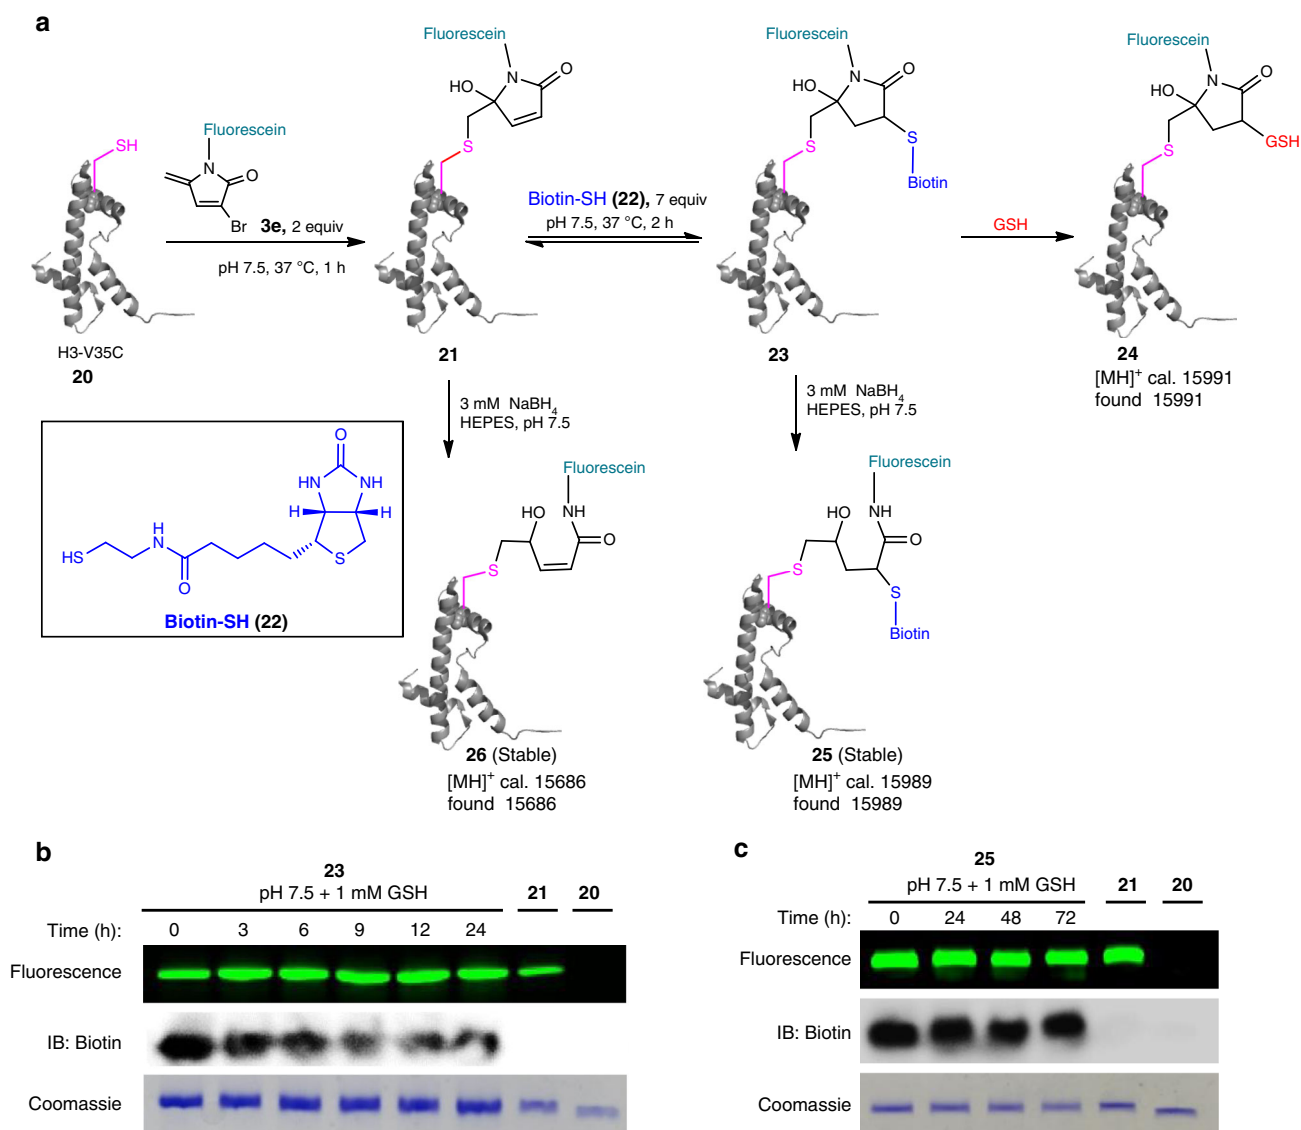 a
Fluorescein
Fluorescein
Fluorescein
HO
N
O
HO
N
O
HO
N
O
SH
Fluorescein
N
O
Br
3e, 2 equiv
pH 7.5, 37 °C, 1 h
S
Biotin-SH (22), 7 equiv
pH 7.5, 37 °C, 2 h
S
S
Biotin
GSH
S
GSH
H3-V35C
20
21
23
24
[MH]+ cal. 15991
found 15991
3 mM NaBH4
HEPES, pH 7.5
3 mM NaBH4
HEPES, pH 7.5
O
HN
NH
H
H
HS
H
N
O
S
Biotin-SH (22)
Fluorescein
HO
NH
O
S
Fluorescein
HO
NH
O
S
S
Biotin
26 (Stable)
[MH]+ cal. 15686
found 15686
25 (Stable)
[MH]+ cal. 15989
found 15989
b
23
pH 7.5 + 1 mM GSH
21
20
Time (h):
0 3 6 9 12 24
Fluorescence
IB: Biotin
Coomassie
c
25
pH 7.5 + 1 mM GSH
21
20
Time (h):
0 24 48 72
Fluorescence
IB: Biotin
Coomassie